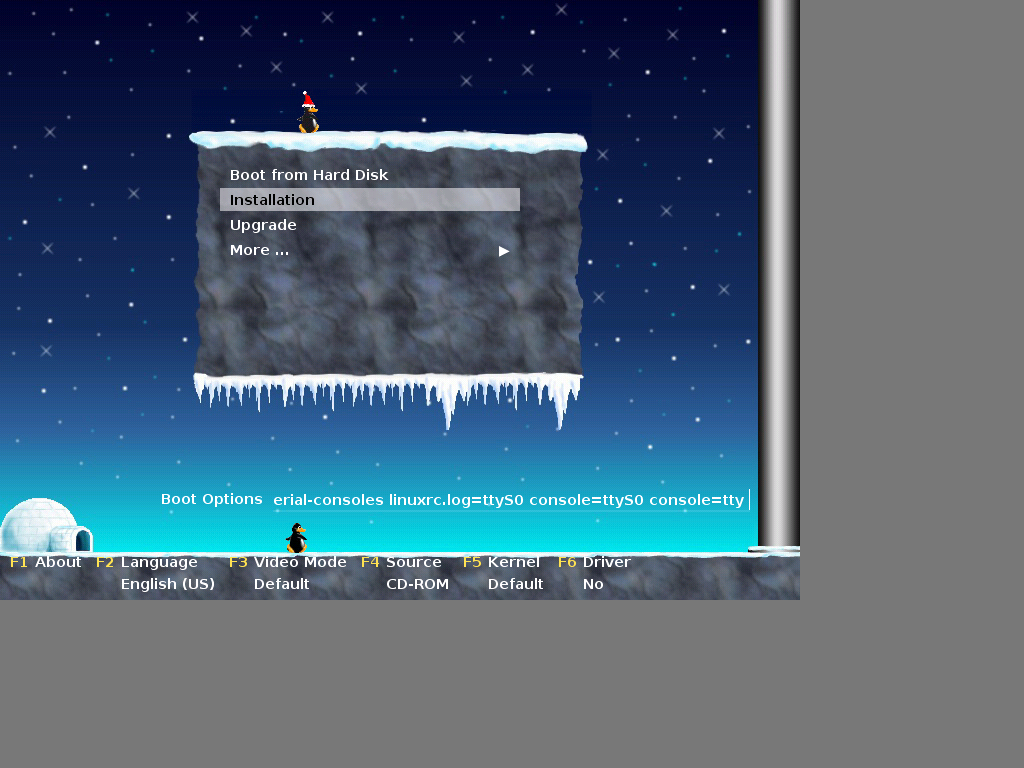 Boot from Hard Disk
Installation
Upgrade
More ...
Boot Options erial-consoles linuxrc.log=ttyS0 console=ttyS0 console=tty
F1 About F2 Language F3 Video Mode F4 Source F5 Kernel F6 Driver
English (US) Default CD-ROM Default No